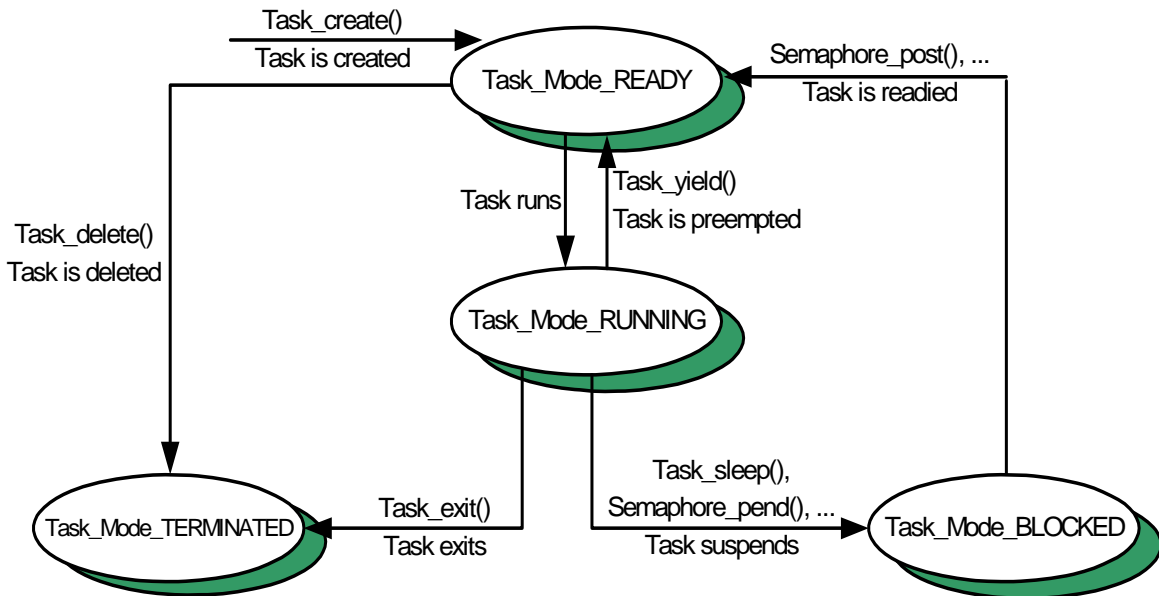 Task_create()
Task is created
Task_Mode_READY
Semaphore_post(), ...
Task is readied
Task runs
Task_yield()
Task is preempted
Task_delete()
Task is deleted
Task_Mode_RUNNING
Task_sleep(),
Semaphore_pend(), ...
Task suspends
Task_exit()
Task exits
Task_Mode_TERMINATED
Task_Mode_BLOCKED